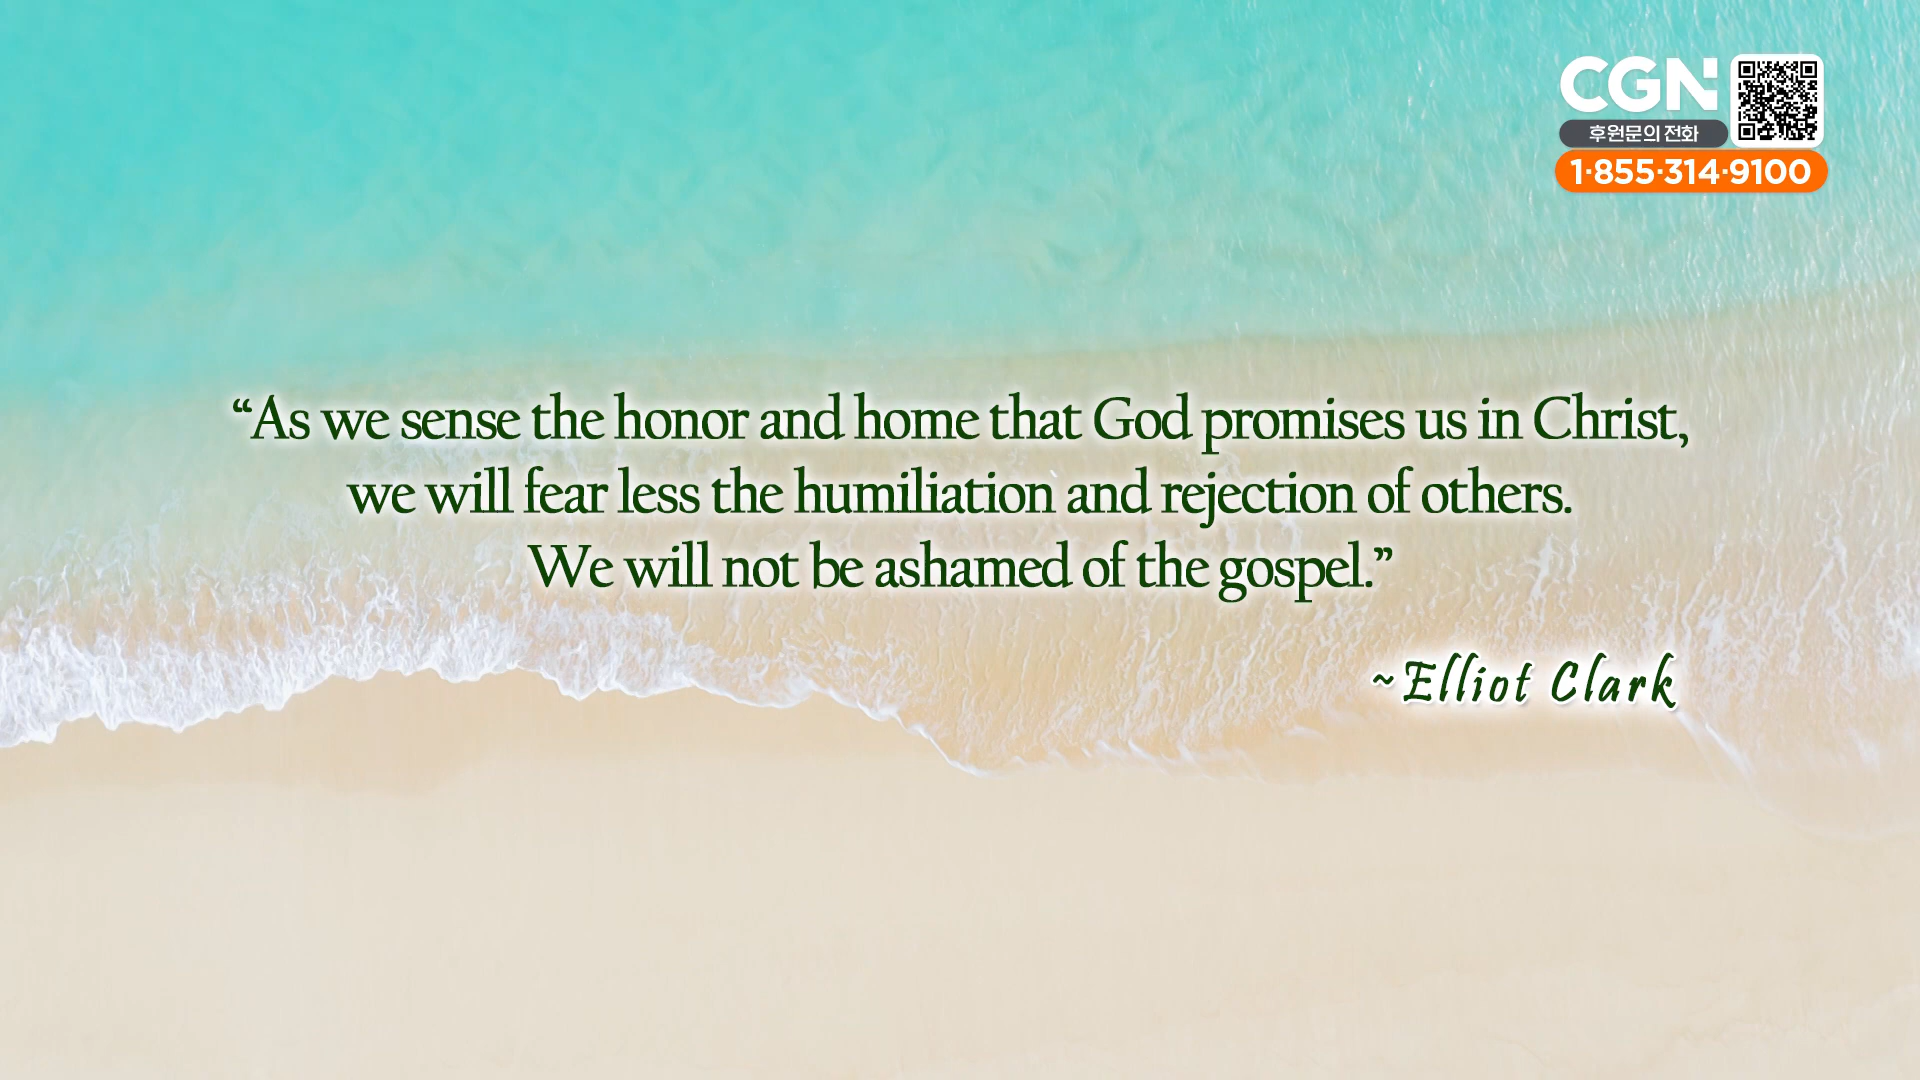 CGN
후원문의 전화
1·855·314·9100
“As we sense the honor and home that God promises us in Christ,
we will fear less the humiliation and rejection of others.
We will not be ashamed of the gospel.”
~Elliot Clark